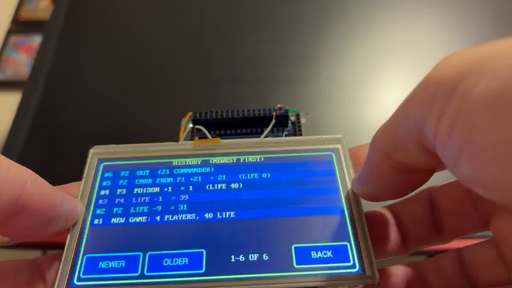 HISTORY (NEWEST FIRST)
#6 P2 OUT (21 COMMANDER)
#5 P2 CMDR FROM P1 +21 = 21 (LIFE 0)
#4 P3 POISON +1 = 1 (LIFE 40)
#3 P4 LIFE -1 = 39
#2 P2 LIFE -9 = 31
#1 NEW GAME: 4 PLAYERS, 40 LIFE
NEWER OLDER 1-6 OF 6 BACK